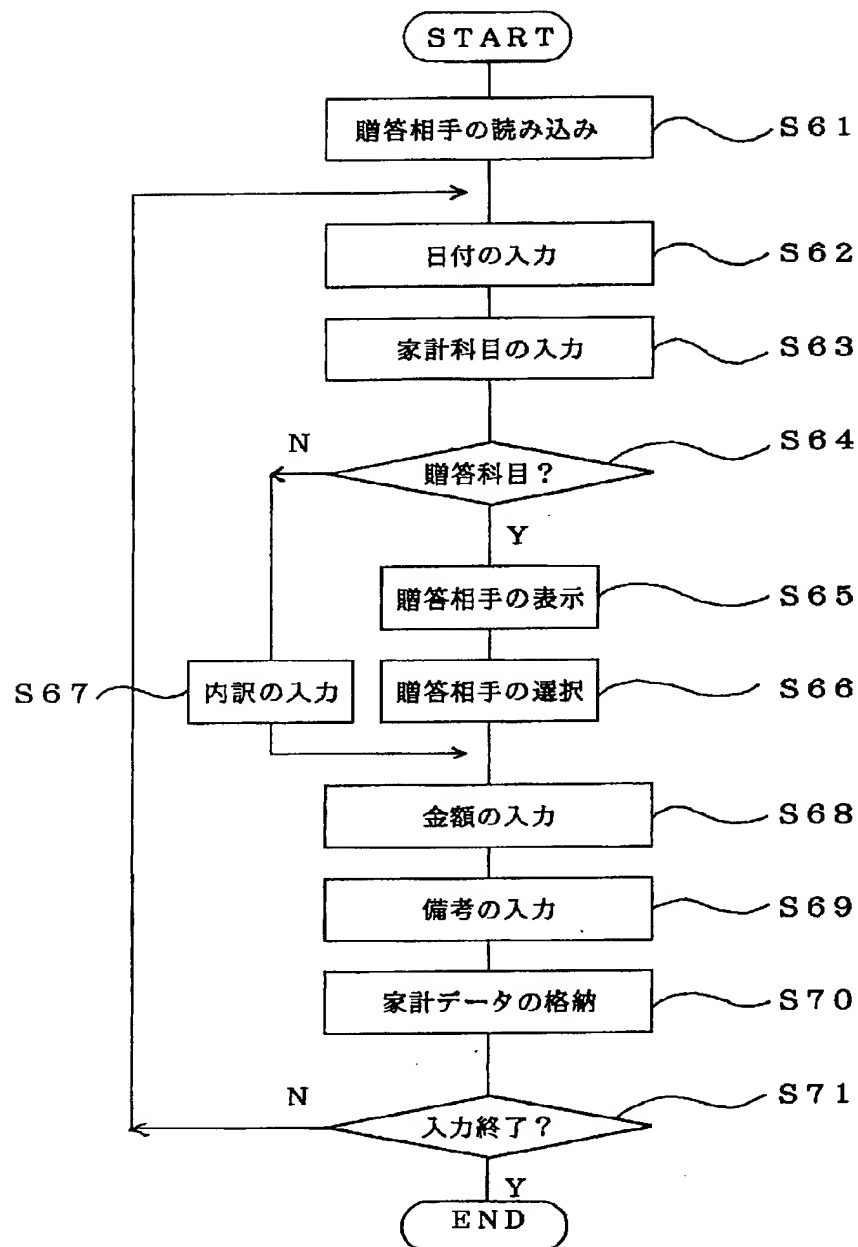 START
贈答相手の読み込み
S61
日付の入力
S62
家計科目の入力
S63
贈答科目?
S64
N
Y
贈答相手の表示
S65
S67
内訳の入力
贈答相手の選択
S66
金額の入力
S68
備考の入力
S69
家計データの格納
S70
N
入力終了?
S71
Y
END